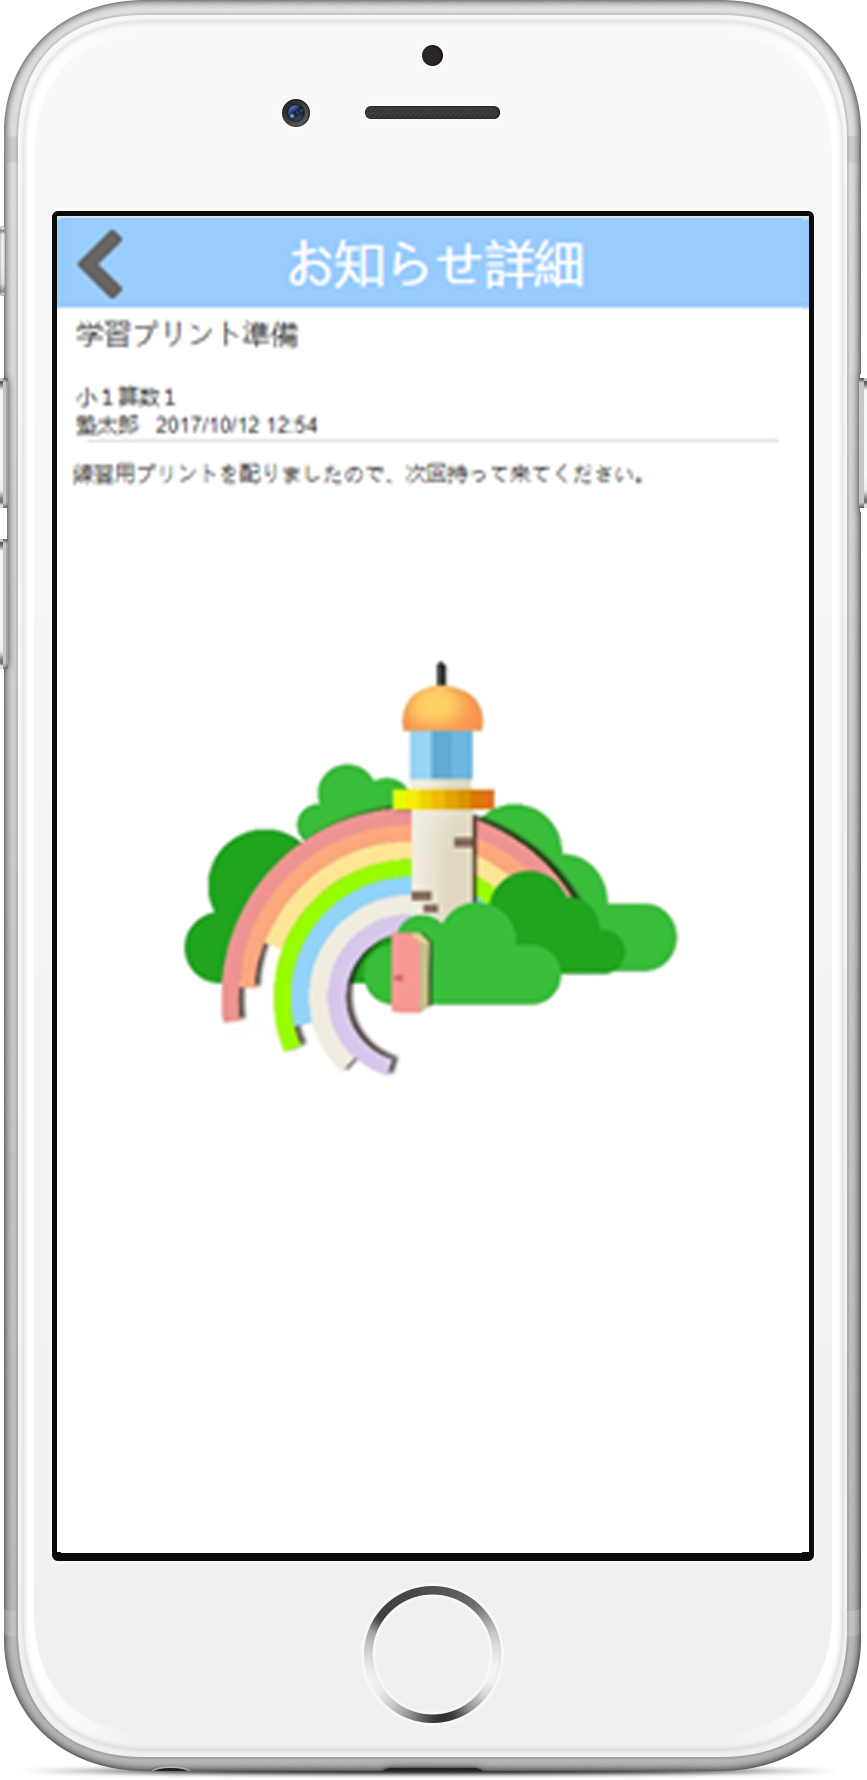 お知らせ詳細
学習プリント準備
小１算数１
塾太郎 2017/10/12 12:54
練習用プリントを配りましたので、次回持って来てください。